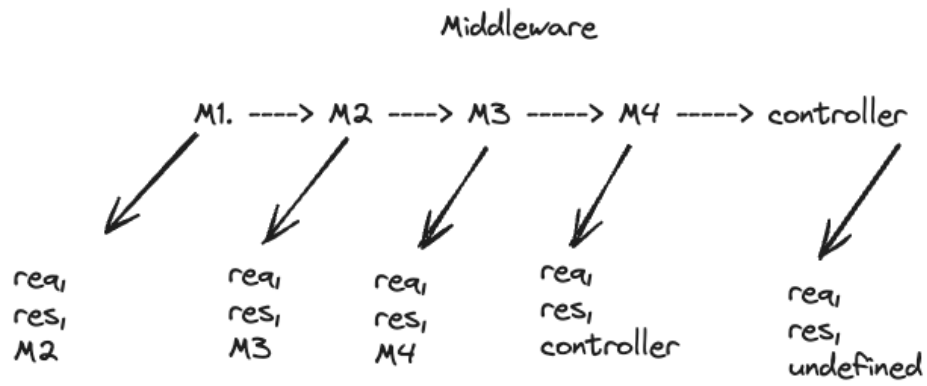 Middleware
M1. ----> M2 ----> M3 -----> M4 -----> controller
req,
res,
M2
req,
res,
M3
req,
res,
M4
req,
res,
controller
req,
res,
undefined